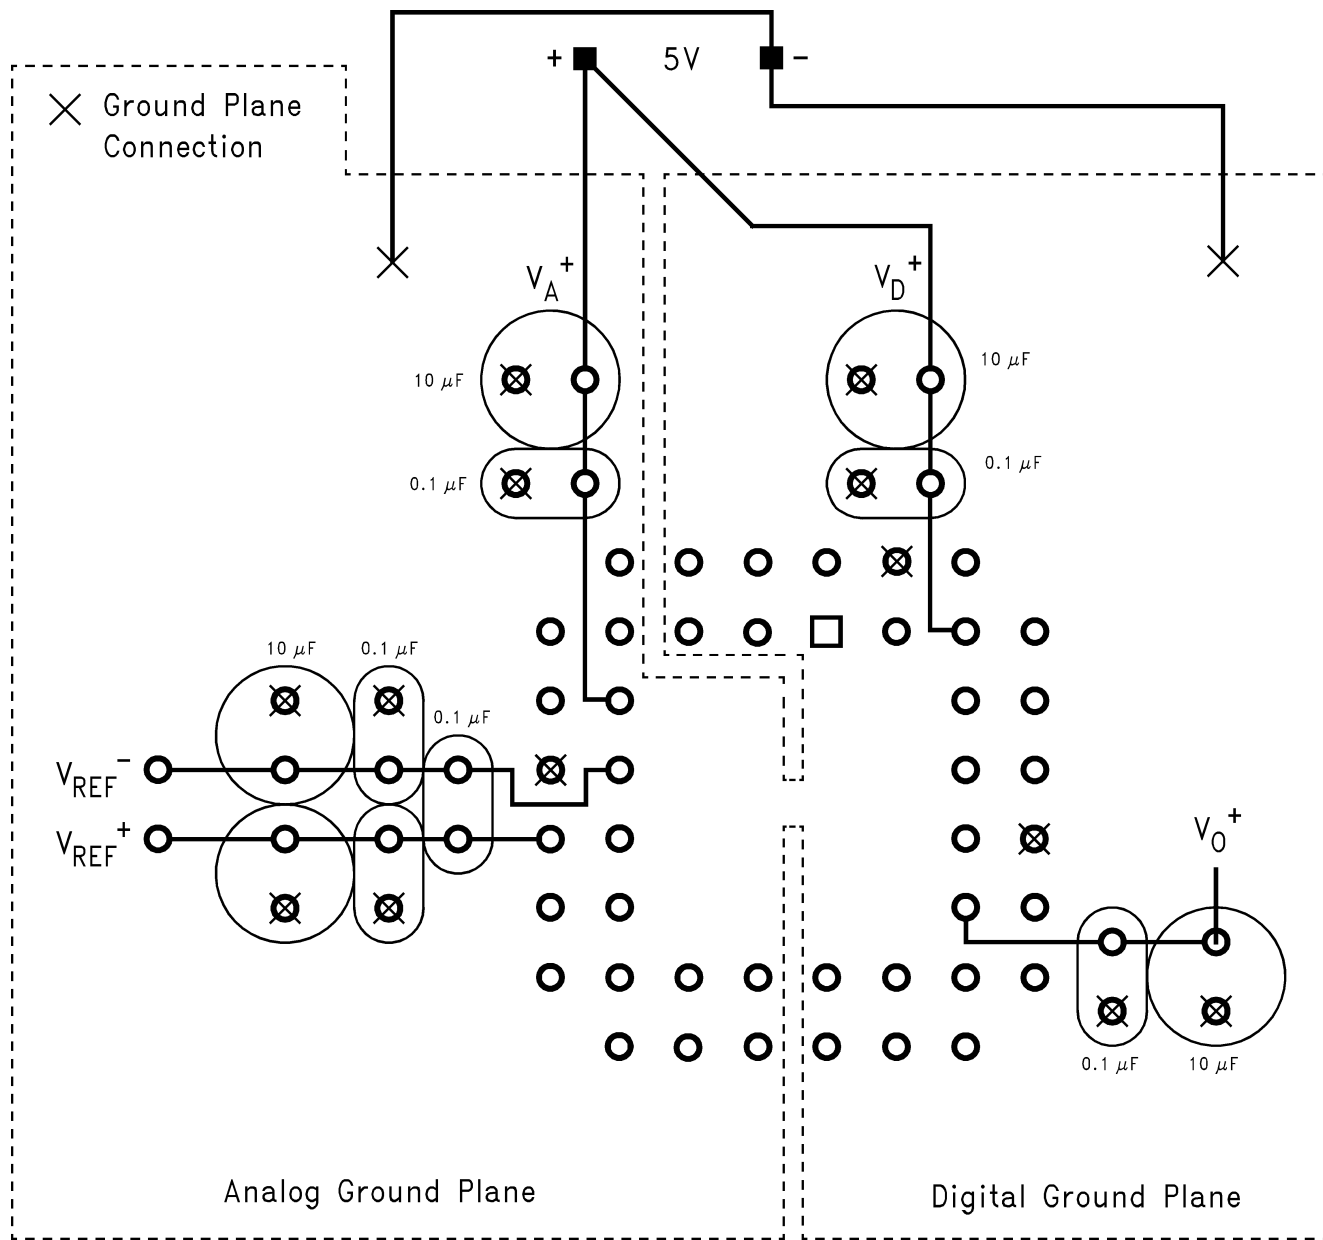 + 5V −
Ground Plane
Connection
VA+
VD+
10 μF
10 μF
0.1 μF
0.1 μF
10 μF
0.1 μF
0.1 μF
VREF−
VREF+
VO+
0.1 μF
10 μF
Analog Ground Plane
Digital Ground Plane